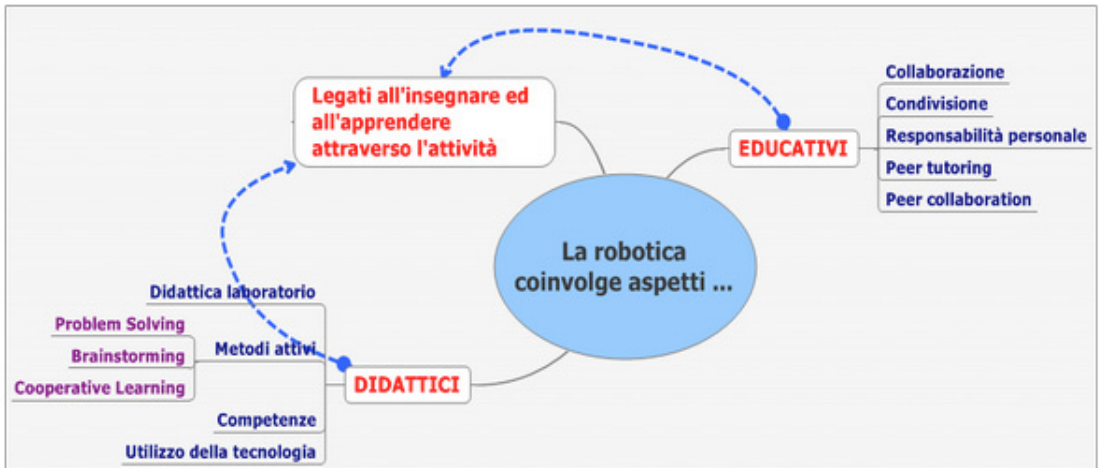 Legati all'insegnare ed
all'apprendere
attraverso l'attività
EDUCATIVI
Collaborazione
Condivisione
Responsabilità personale
Peer tutoring
Peer collaboration
La robotica
coinvolge aspetti ...
DIDATTICI
Didattica laboratorio
Metodi attivi
Problem Solving
Brainstorming
Cooperative Learning
Competenze
Utilizzo della tecnologia